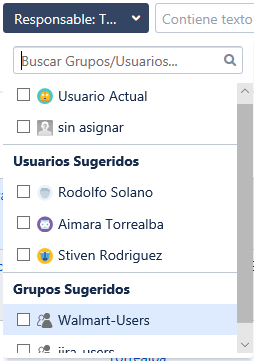 Responsable: T...
Contiene texto
Buscar Grupos/Usuarios...
Usuario Actual
sin asignar
Usuarios Sugeridos
Rodolfo Solano
Aimara Torrealba
Stiven Rodriguez
Grupos Sugeridos
Walmart-Users
jira-users
Torrealba